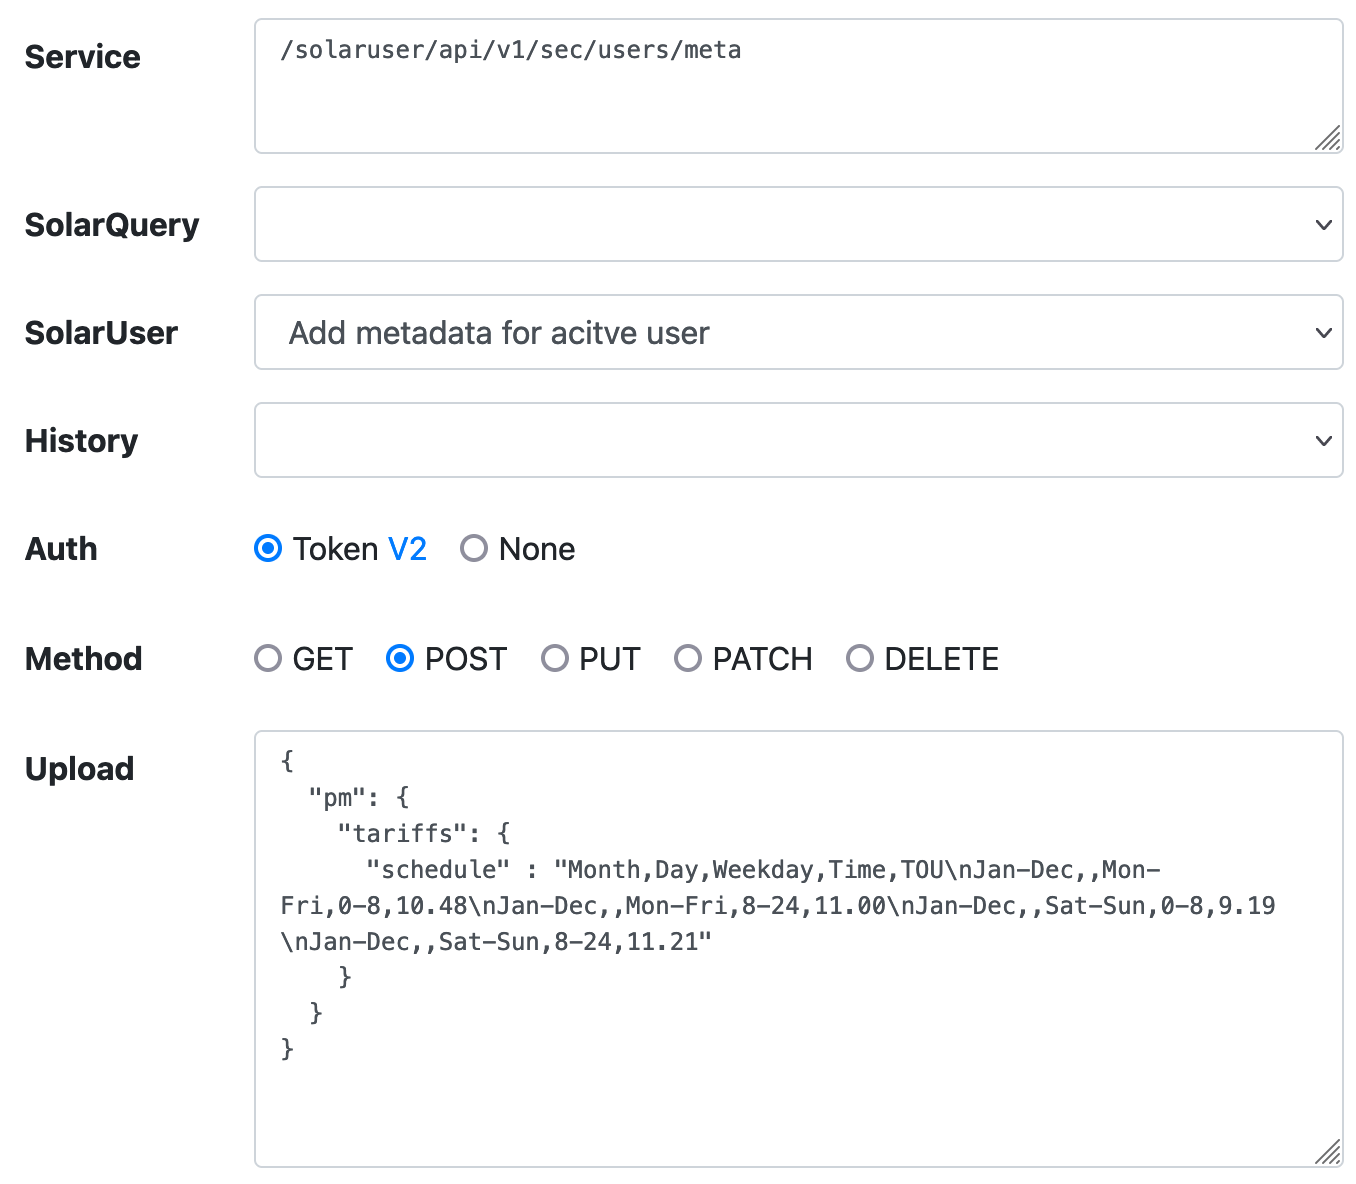 Service
/solaruser/api/v1/sec/users/meta
SolarQuery
SolarUser
Add metadata for acitve user
History
Auth
Token V2 None
Method
GET POST PUT PATCH DELETE
Upload
{
  "pm": {
    "tariffs": {
      "schedule" : "Month,Day,Weekday,Time,TOU\nJan-Dec,,Mon-
Fri,0-8,10.48\nJan-Dec,,Mon-Fri,8-24,11.00\nJan-Dec,,Sat-Sun,0-8,9.19
\nJan-Dec,,Sat-Sun,8-24,11.21"
    }
  }
}